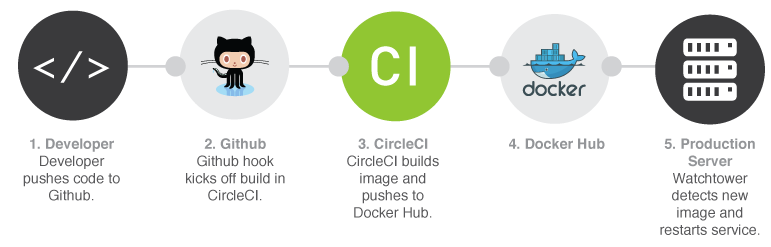 </>
CI
docker
1. Developer
Developer
pushes code to
Github.
2. Github
Github hook
kicks off build in
CircleCI.
3. CircleCI
CircleCI builds
image and
pushes to
Docker Hub.
4. Docker Hub
5. Production
Server
Watchtower
detects new
image and
restarts service.